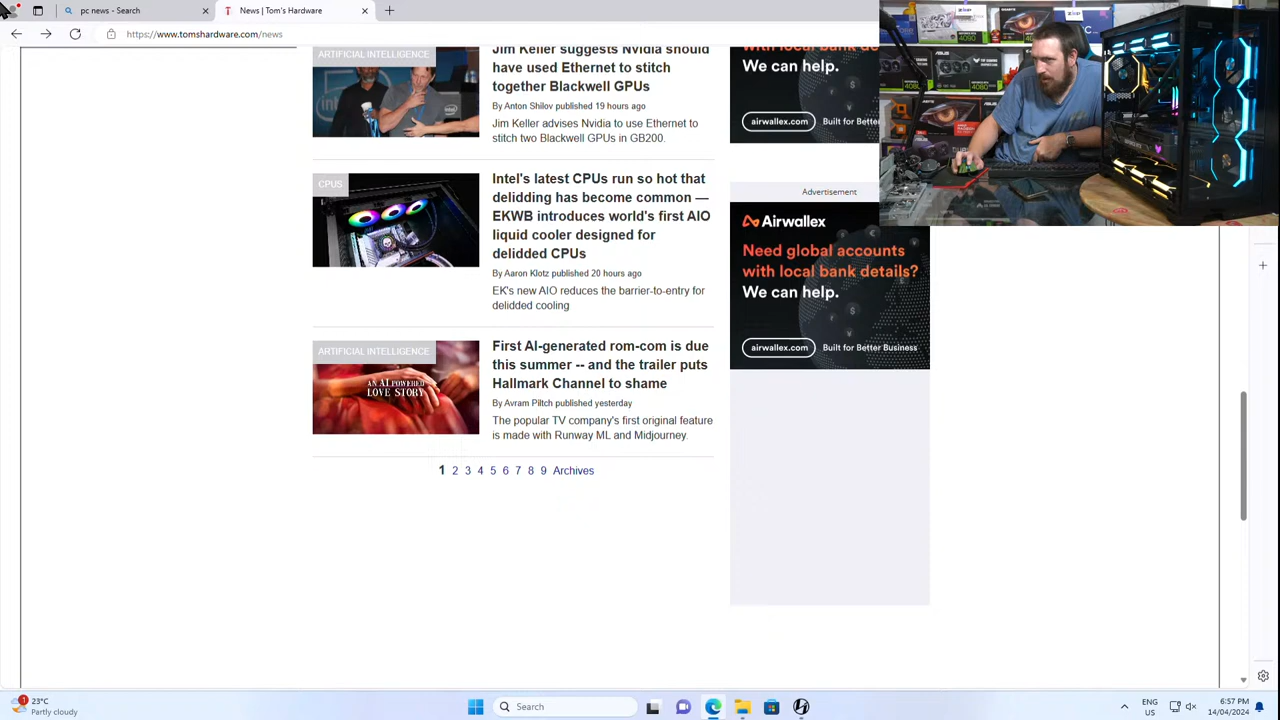 pc news - Search
News | Tom's Hardware
https://www.tomshardware.com/news
ARTIFICIAL INTELLIGENCE
Jim Keller suggests Nvidia should
have used Ethernet to stitch
together Blackwell GPUs
By Anton Shilov published 19 hours ago
Jim Keller advises Nvidia to use Ethernet to
stitch two Blackwell GPUs in GB200.
CPUS
Intel's latest CPUs run so hot that
delidding has become common —
EKWB introduces world's first AIO
liquid cooler designed for
delidded CPUs
By Aaron Klotz published 20 hours ago
EK's new AIO reduces the barrier-to-entry for
delidded cooling
ARTIFICIAL INTELLIGENCE
AN AI POWERED
LOVE STORY
First AI-generated rom-com is due
this summer -- and the trailer puts
Hallmark Channel to shame
By Avram Piltch published yesterday
The popular TV company's first original feature
is made with Runway ML and Midjourney.
1 2 3 4 5 6 7 8 9 Archives
with local bank de
We can help.
airwallex.com Built for Bette
Advertisement
Airwallex
Need global accounts
with local bank details?
We can help.
airwallex.com Built for Better Business
4090
4080
ASUS
23°C
Partly cloudy
Search
ENG
US
6:57 PM
14/04/2024